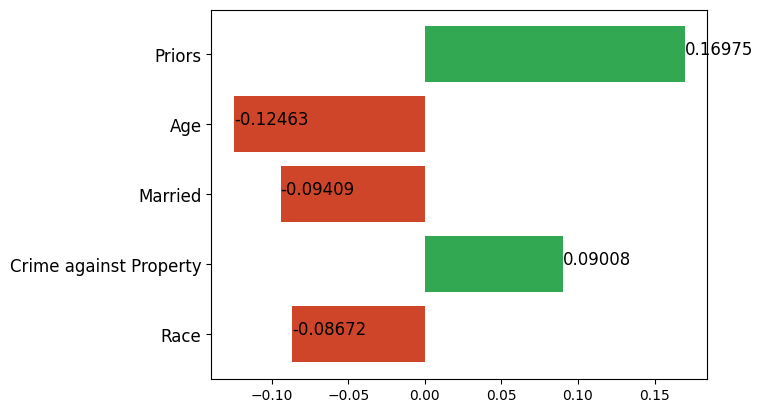 Priors
0.16975
Age
-0.12463
Married
-0.09409
Crime against Property
0.09008
Race
-0.08672
−0.10 −0.05 0.00 0.05 0.10 0.15